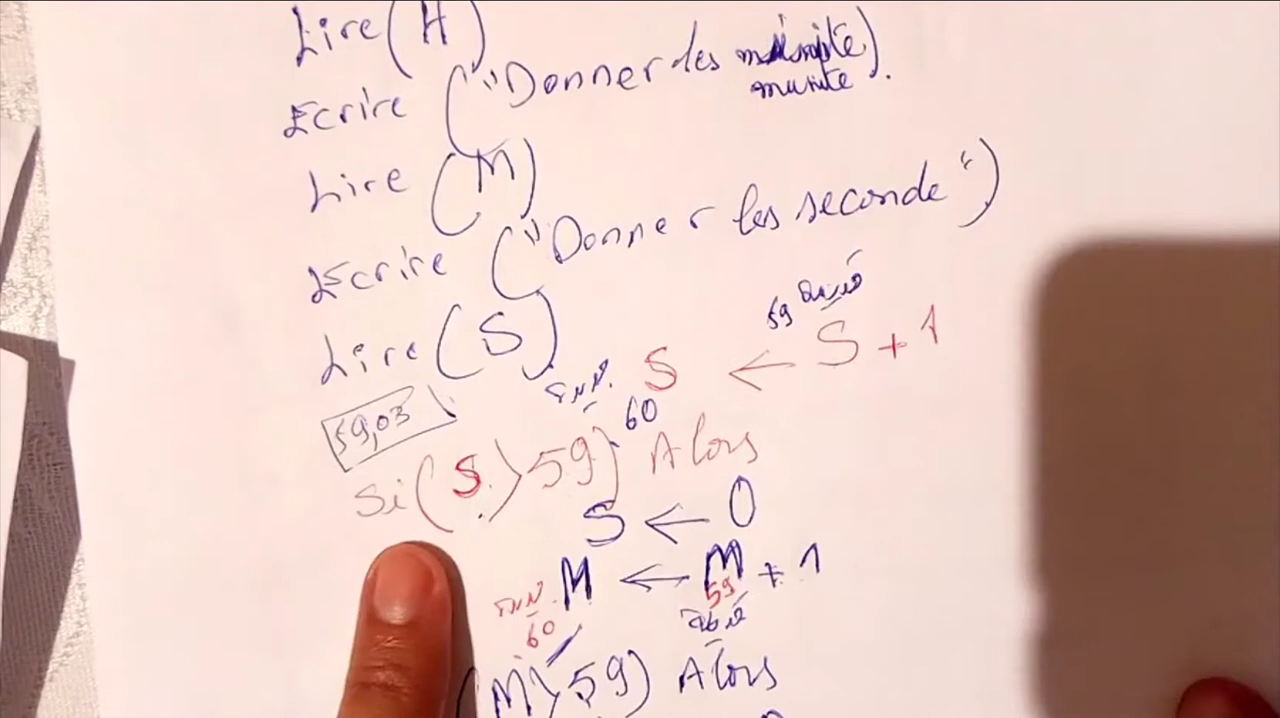 Lire (H)
Ecrire ("Donner les minute).
Lire (M)
Ecrire ("Donner les seconde")
Lire (S)
59
S ← S + 1
59,03
60
Si (S > 59) Alors
S ← 0
M ← M + 1
59
60
(M > 59) Alors